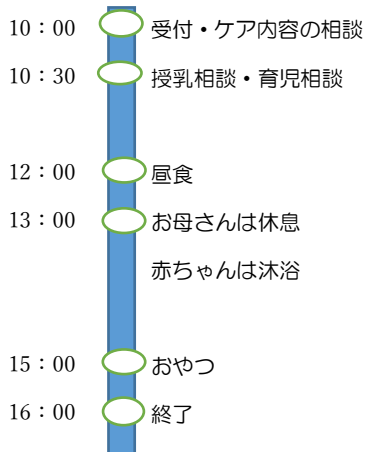 10：00 受付・ケア内容の相談
10：30 授乳相談・育児相談
12：00 昼食
13：00 お母さんは休息
赤ちゃんは沐浴
15：00 おやつ
16：00 終了